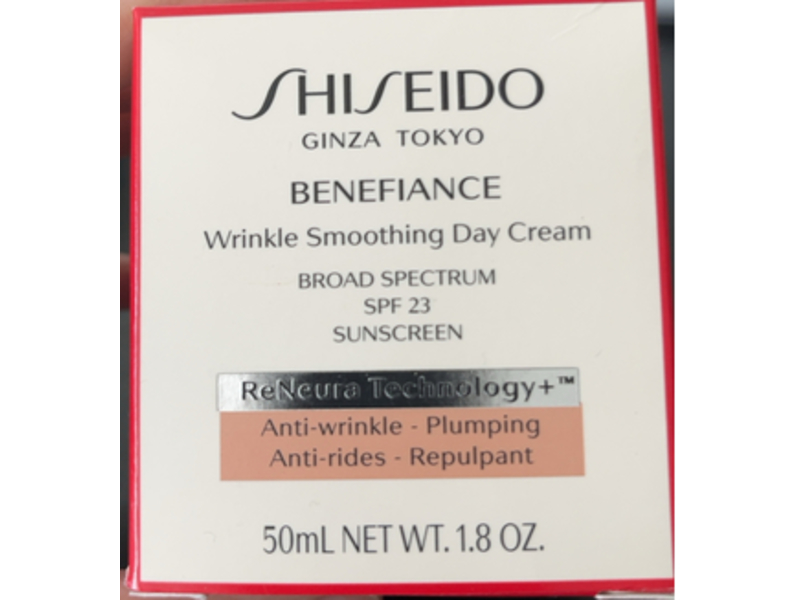 SHISEIDO
GINZA TOKYO
BENEFIANCE
Wrinkle Smoothing Day Cream
BROAD SPECTRUM
SPF 23
SUNSCREEN
ReNeura Technology+™
Anti-wrinkle - Plumping
Anti-rides - Repulpant
50mL NET WT. 1.8 OZ.